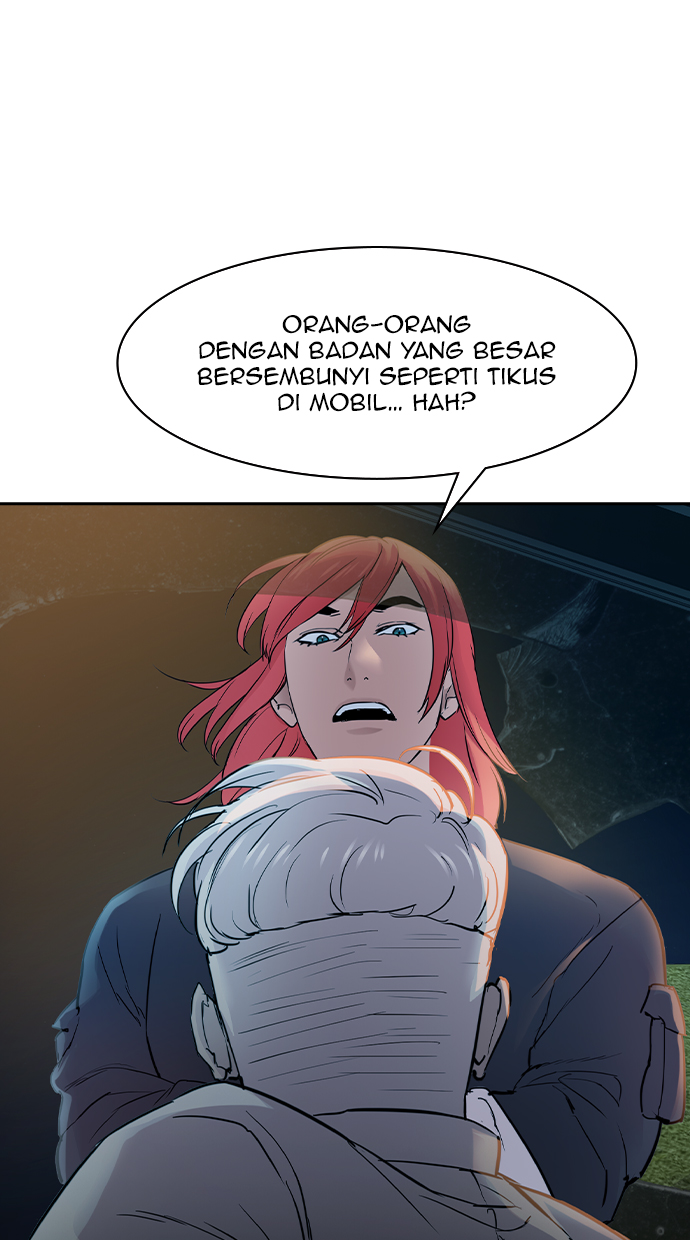 ORANG-ORANG
DENGAN BADAN YANG BESAR
BERSEMBUNYI SEPERTI TIKUS
DI MOBIL... HAH?